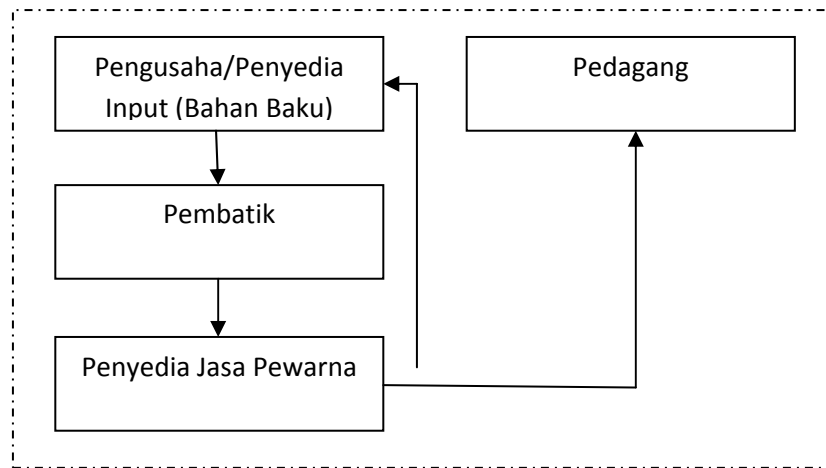 Pengusaha/Penyedia
Input (Bahan Baku)
Pedagang
Pembatik
Penyedia Jasa Pewarna